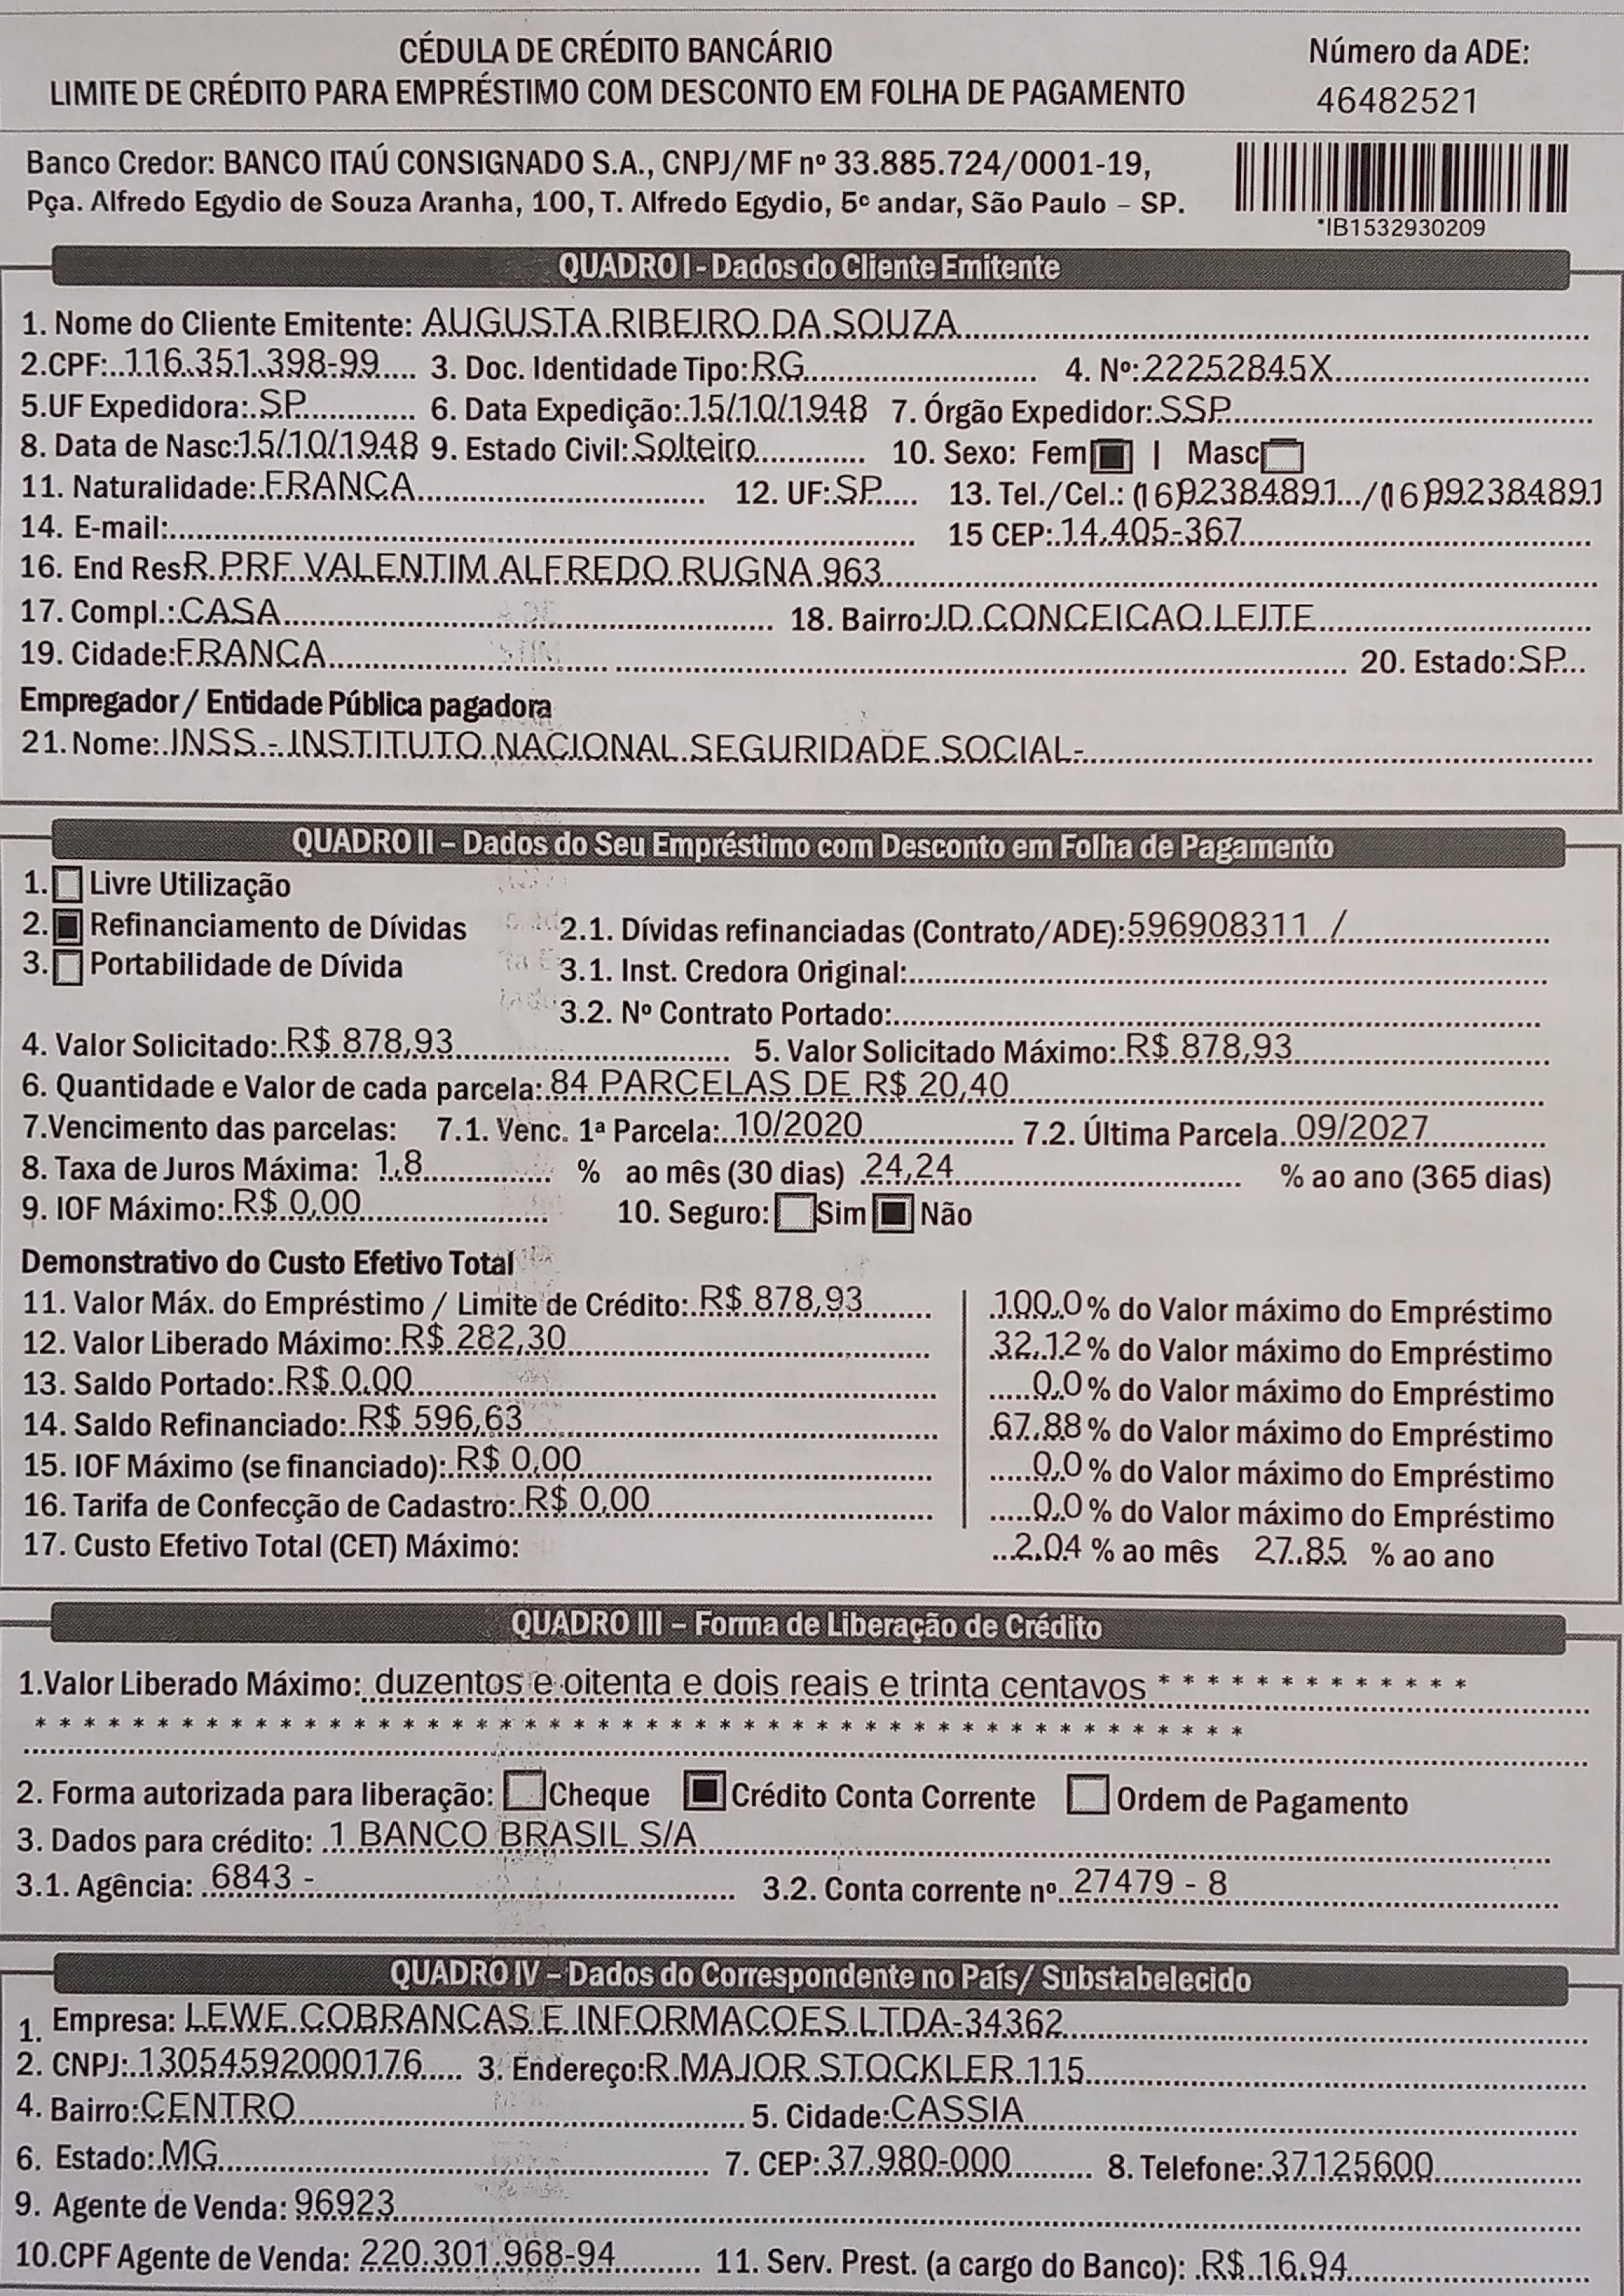 CÉDULA DE CRÉDITO BANCÁRIO
LIMITE DE CRÉDITO PARA EMPRÉSTIMO COM DESCONTO EM FOLHA DE PAGAMENTO
Número da ADE:
46482521
Banco Credor: BANCO ITAÚ CONSIGNADO S.A., CNPJ/MF nº 33.885.724/0001-19,
Pça. Alfredo Egydio de Souza Aranha, 100, T. Alfredo Egydio, 5º andar, São Paulo – SP.
*IB1532930209
QUADRO I - Dados do Cliente Emitente
1. Nome do Cliente Emitente: AUGUSTA RIBEIRO DA SOUZA
2.CPF: 116.351.398-99 3. Doc. Identidade Tipo: RG 4. Nº: 22252845X
5.UF Expedidora: SP 6. Data Expedição: 15/10/1948 7. Órgão Expedidor: SSP
8. Data de Nasc: 15/10/1948 9. Estado Civil: Solteiro 10. Sexo: Fem | Masc
11. Naturalidade: FRANCA 12. UF: SP 13. Tel./Cel.: (16)92384891.../(16)992384891
14. E-mail: 15 CEP: 14.405-367
16. End Res R PRF VALENTIM ALFREDO RUGNA 963
17. Compl.: CASA 18. Bairro: JD CONCEICAO LEITE
19. Cidade: FRANCA 20. Estado: SP
Empregador / Entidade Pública pagadora
21. Nome: INSS - INSTITUTO NACIONAL SEGURIDADE SOCIAL-
QUADRO II – Dados do Seu Empréstimo com Desconto em Folha de Pagamento
1. Livre Utilização
2. Refinanciamento de Dívidas 2.1. Dívidas refinanciadas (Contrato/ADE): 596908311 /
3. Portabilidade de Dívida 3.1. Inst. Credora Original:
3.2. Nº Contrato Portado:
4. Valor Solicitado: R$ 878,93 5. Valor Solicitado Máximo: R$ 878,93
6. Quantidade e Valor de cada parcela: 84 PARCELAS DE R$ 20,40
7.Vencimento das parcelas: 7.1. Venc. 1ª Parcela: 10/2020 7.2. Última Parcela 09/2027
8. Taxa de Juros Máxima: 1,8 % ao mês (30 dias) 24,24 % ao ano (365 dias)
9. IOF Máximo: R$ 0,00 10. Seguro: Sim Não
Demonstrativo do Custo Efetivo Total
11. Valor Máx. do Empréstimo / Limite de Crédito: R$ 878,93 100,0% do Valor máximo do Empréstimo
12. Valor Liberado Máximo: R$ 282,30 32,12% do Valor máximo do Empréstimo
13. Saldo Portado: R$ 0,00 0,0% do Valor máximo do Empréstimo
14. Saldo Refinanciado: R$ 596,63 67,88% do Valor máximo do Empréstimo
15. IOF Máximo (se financiado): R$ 0,00 0,0% do Valor máximo do Empréstimo
16. Tarifa de Confecção de Cadastro: R$ 0,00 0,0% do Valor máximo do Empréstimo
17. Custo Efetivo Total (CET) Máximo: 2,04 % ao mês 27,85 % ao ano
QUADRO III – Forma de Liberação de Crédito
1.Valor Liberado Máximo: duzentos e oitenta e dois reais e trinta centavos * * * * * * * * * * * * *
* * * * * * * * * * * * * * * * * * * * * * * * * * * * * * * * * * * * * * * * * * * * * * * * * *
2. Forma autorizada para liberação: Cheque Crédito Conta Corrente Ordem de Pagamento
3. Dados para crédito: 1 BANCO BRASIL S/A
3.1. Agência: 6843 - 3.2. Conta corrente nº 27479 - 8
QUADRO IV – Dados do Correspondente no País/ Substabelecido
1. Empresa: LEWE COBRANCAS E INFORMACOES LTDA-34362
2. CNPJ: 13054592000176 3. Endereço: R MAJOR STOCKLER 115
4. Bairro: CENTRO 5. Cidade: CASSIA
6. Estado: MG 7. CEP: 37.980-000 8. Telefone: 37125600
9. Agente de Venda: 96923
10.CPF Agente de Venda: 220.301.968-94 11. Serv. Prest. (a cargo do Banco): R$ 16,94